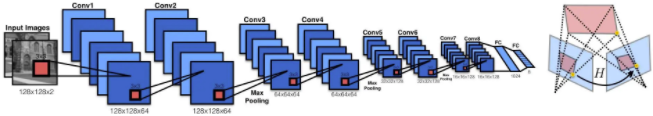 Input Images
128x128x2
Conv1
128x128x64
Conv2
128x128x64
Max
Pooling
Conv3
64x64x64
Conv4
64x64x64
Max
Pooling
Conv5
32x32x128
Conv6
32x32x128
Max
Pooling
Conv7
16x16x128
Conv8
16x16x128
FC
1024
FC
8
H